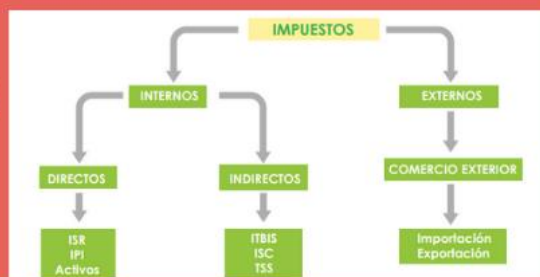 IMPUESTOS
INTERNOS
EXTERNOS
DIRECTOS
INDIRECTOS
COMERCIO EXTERIOR
ISR
IPI
Activos
ITBIS
ISC
TSS
Importación
Exportación